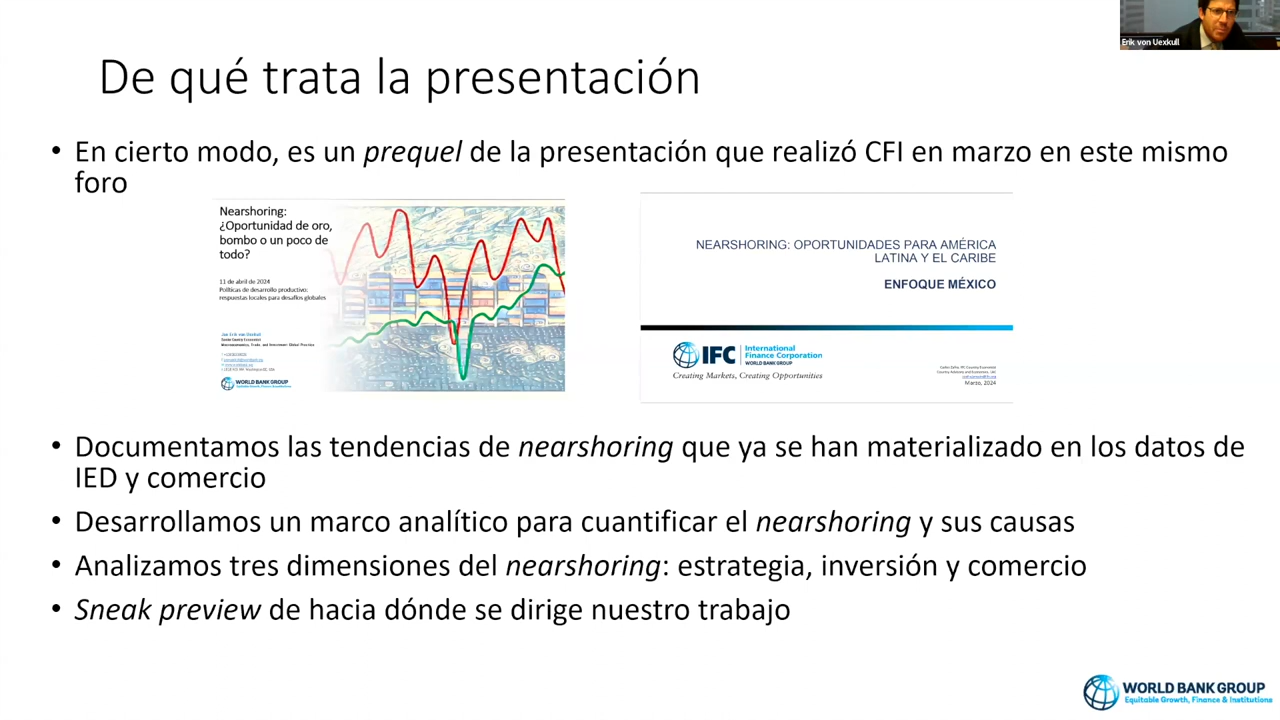 Erik von Uexkull
De qué trata la presentación
• En cierto modo, es un prequel de la presentación que realizó CFI en marzo en este mismo
foro
Nearshoring:
¿Oportunidad de oro,
bombo o un poco de
todo?
11 de abril de 2024
Políticas de desarrollo productivo:
respuestas locales para desafíos globales
WORLD BANK GROUP
NEARSHORING: OPORTUNIDADES PARA AMÉRICA
LATINA Y EL CARIBE
ENFOQUE MÉXICO
IFC International
Finance Corporation
WORLD BANK GROUP
Creating Markets, Creating Opportunities
Marzo, 2024
• Documentamos las tendencias de nearshoring que ya se han materializado en los datos de
IED y comercio
• Desarrollamos un marco analítico para cuantificar el nearshoring y sus causas
• Analizamos tres dimensiones del nearshoring: estrategia, inversión y comercio
• Sneak preview de hacia dónde se dirige nuestro trabajo
WORLD BANK GROUP
Equitable Growth, Finance & Institutions